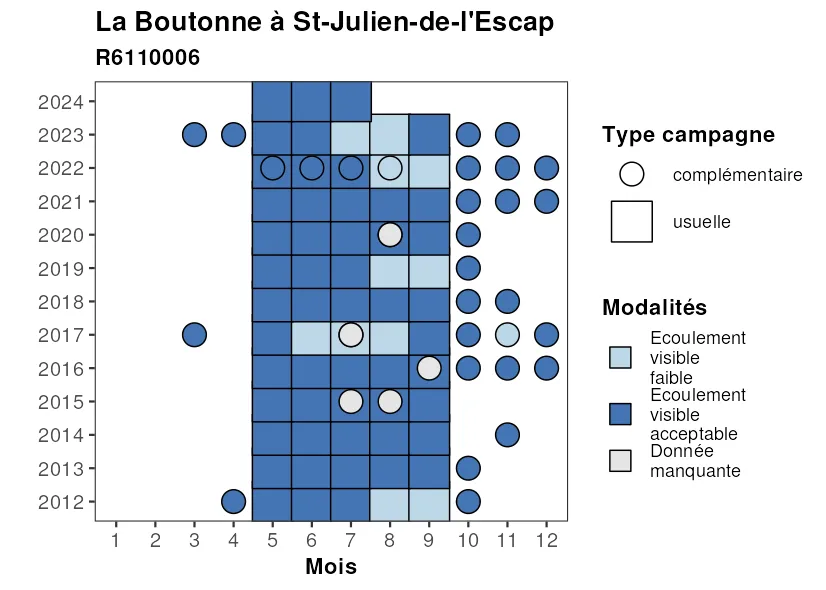 La Boutonne à St-Julien-de-l'Escap
R6110006
2024
2023
2022
2021
2020
2019
2018
2017
2016
2015
2014
2013
2012
1 2 3 4 5 6 7 8 9 10 11 12
Mois
Type campagne
complémentaire
usuelle
Modalités
Ecoulement
visible
faible
Ecoulement
visible
acceptable
Donnée
manquante